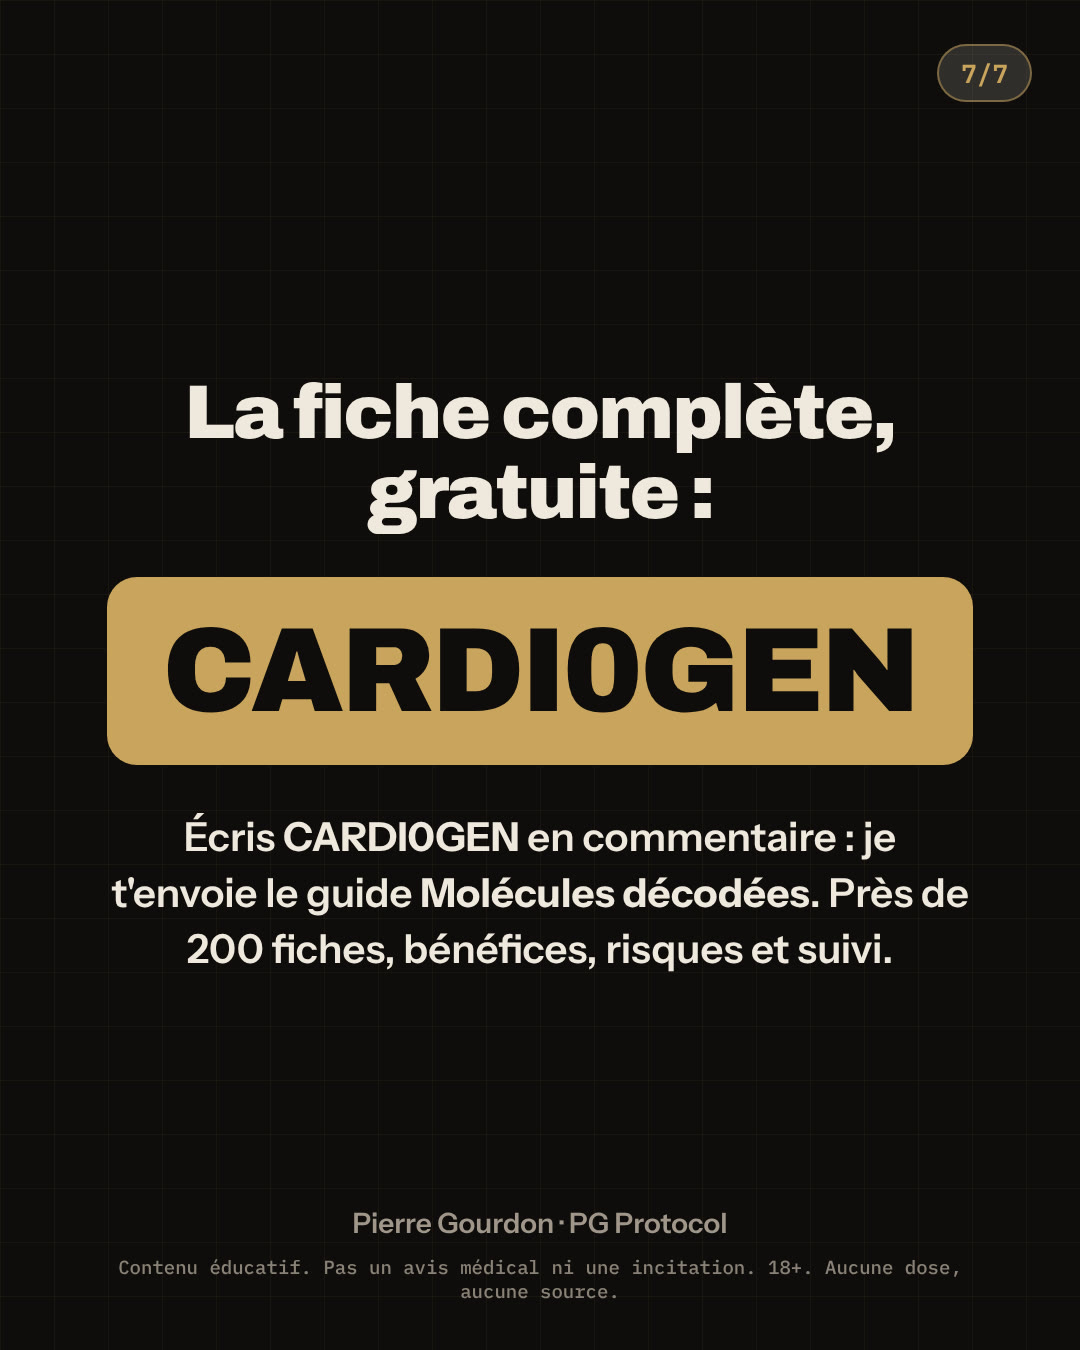 7/7
La fiche complète,
gratuite :
CARDI0GEN
Écris CARDI0GEN en commentaire : je
t'envoie le guide Molécules décodées. Près de
200 fiches, bénéfices, risques et suivi.
Pierre Gourdon · PG Protocol
Contenu éducatif. Pas un avis médical ni une incitation. 18+. Aucune dose,
aucune source.